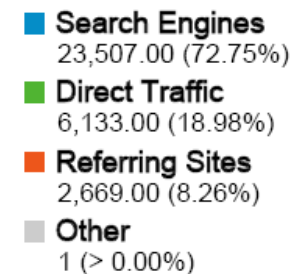 Search Engines
23,507.00 (72.75%)
Direct Traffic
6,133.00 (18.98%)
Referring Sites
2,669.00 (8.26%)
Other
1 (> 0.00%)